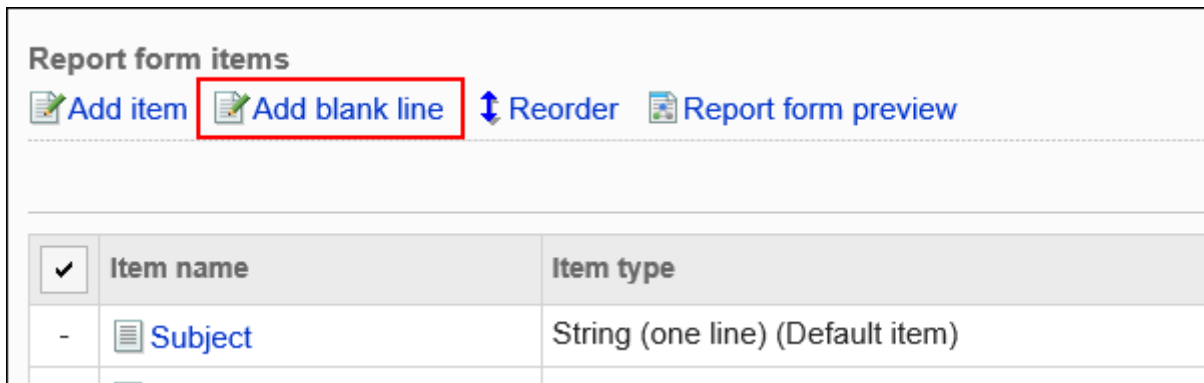 Report form items
Add item Add blank line Reorder Report form preview
Item name Item type
- Subject String (one line) (Default item)